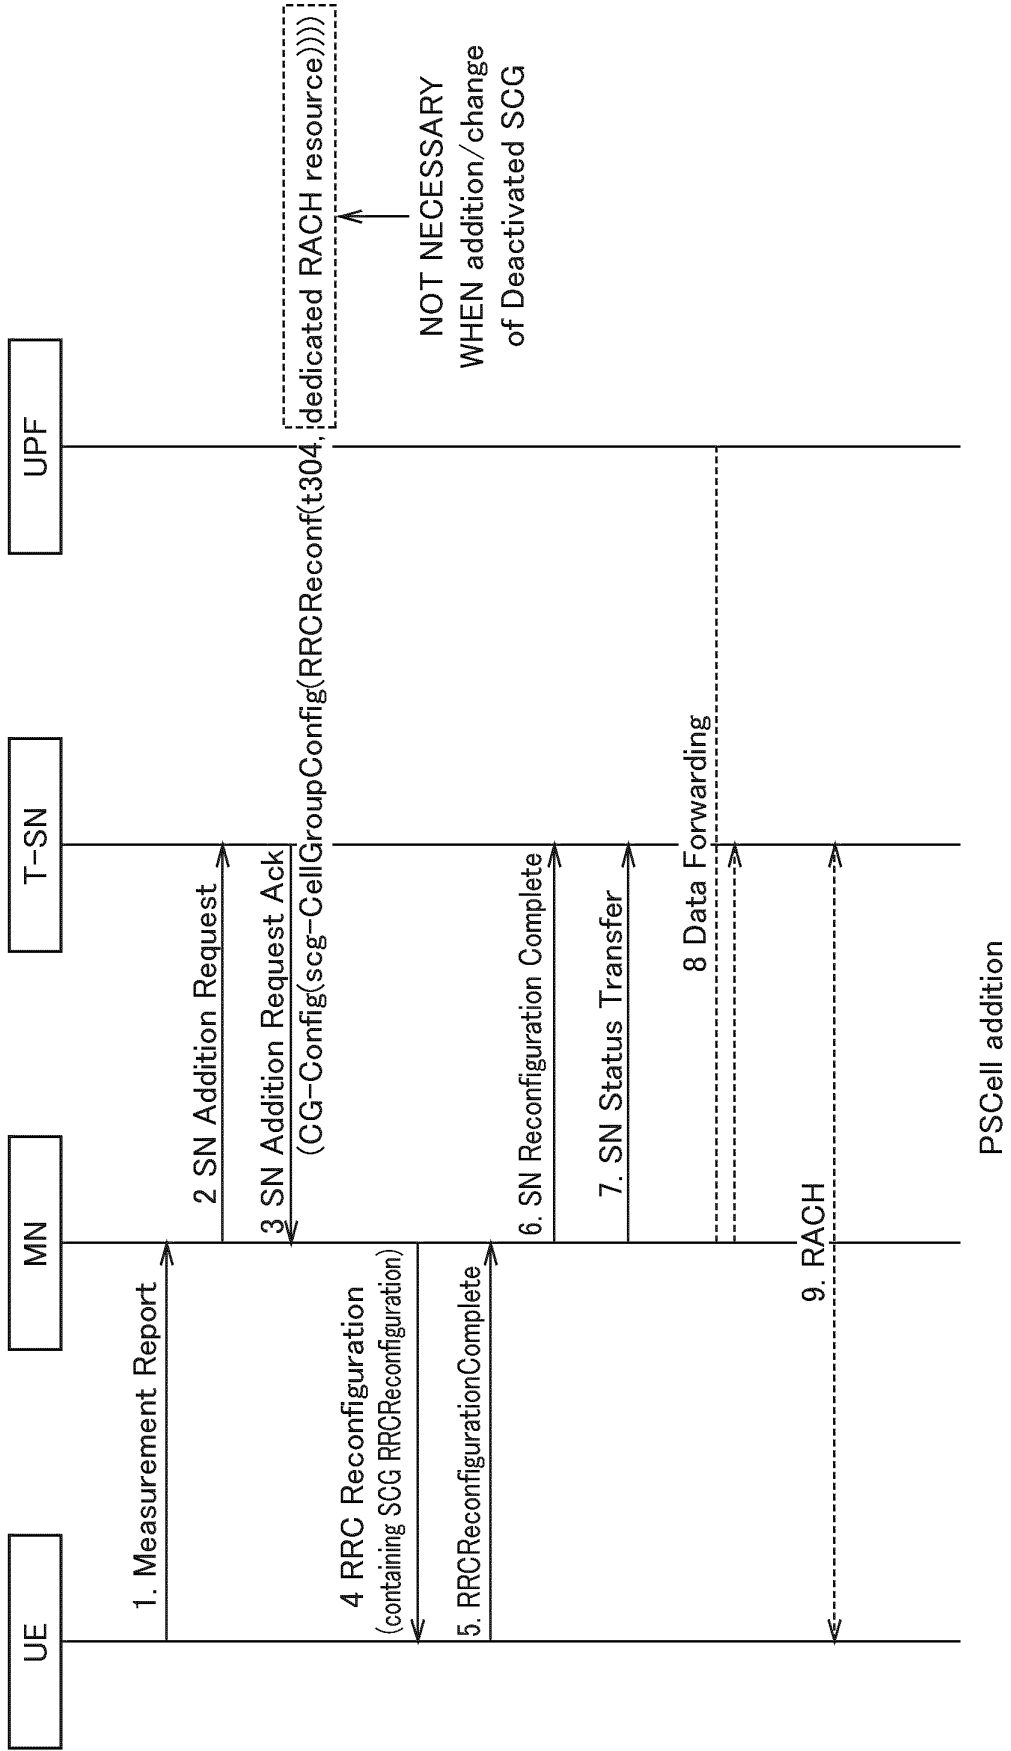 UE
MN
T-SN
UPF
1. Measurement Report
2 SN Addition Request
3 SN Addition Request Ack
(CG-Config(scg-CellGroupConfig(RRCReconf(t304, dedicated RACH resource))))
NOT NECESSARY
WHEN addition/change
of Deactivated SCG
4 RRC Reconfiguration
(containing SCG RRCReconfiguration)
5. RRCReconfigurationComplete
6. SN Reconfiguration Complete
7. SN Status Transfer
8 Data Forwarding
9. RACH
PSCell addition